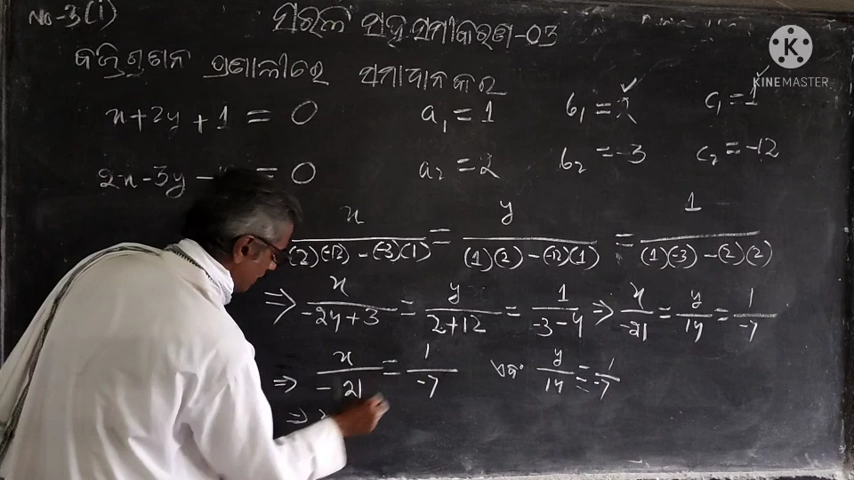 No-3(i) ସରଳ ସହ ସମୀକରଣ-03
KINEMASTER
ବଜ୍ରଗୁଣନ ପ୍ରଣାଳୀରେ ସମାଧାନ କର
x+2y+1 = 0 a₁ = 1 b₁ = 2 c₁ = 1
2x-3y - = 0 a₂ = 2 b₂ = -3 c₂ = -12
x/((2)(-12) - (-3)(1)) = y/((1)(2) - (-12)(1)) = 1/((1)(-3) - (2)(2))
⇒ x/(-24+3) = y/(2+12) = 1/(-3-4) ⇒ x/-21 = y/14 = 1/-7
⇒ x/-21 = 1/-7 ଏବଂ y/14 = 1/-7
⇒